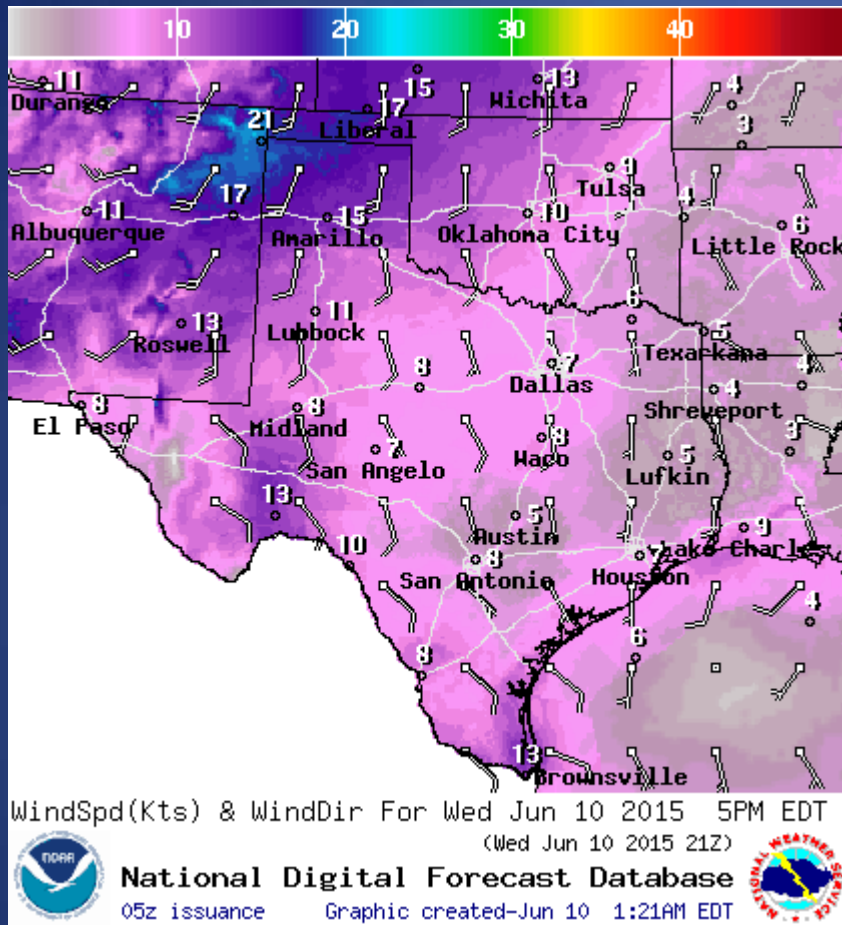 10 20 30 40
11 15 13 4
Durango 17 Wichita
Liberal
21 3
9
Tulsa
17 4
11 15 10 6
Albuquerque Amarillo Oklahoma City Little Rock
13 11 6
Roswell Lubbock 5
Texarkana
8 7 4
Dallas 4
8 8 Shreveport
El Paso Midland
7 8 5 3
San Angelo Waco Lufkin
13 5 9
Austin Lake Charles
10 8
San Antonio Houston
4
8 6
13
Brownsville
WindSpd(Kts) & WindDir For Wed Jun 10 2015 5PM EDT
(Wed Jun 10 2015 21Z)
NOAA
National Digital Forecast Database
05z issuance Graphic created-Jun 10 1:21AM EDT
NATIONAL WEATHER SERVICE